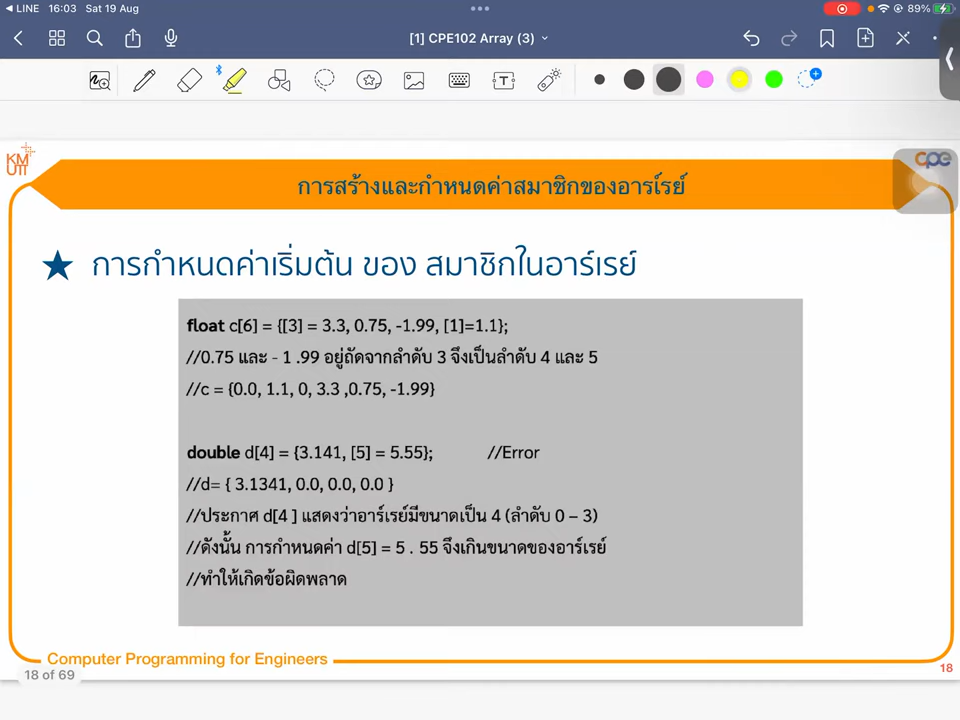 LINE 16:03 Sat 19 Aug 89%
[1] CPE102 Array (3)
KM
UTT
cpe
การสร้างและกำหนดค่าสมาชิกของอาร์เรย์
การกำหนดค่าเริ่มต้น ของ สมาชิกในอาร์เรย์
float c[6] = {[3] = 3.3, 0.75, -1.99, [1]=1.1};
//0.75 และ - 1 .99 อยู่ถัดจากลำดับ 3 จึงเป็นลำดับ 4 และ 5
//c = {0.0, 1.1, 0, 3.3 ,0.75, -1.99}
double d[4] = {3.141, [5] = 5.55}; //Error
//d= { 3.1341, 0.0, 0.0, 0.0 }
//ประกาศ d[4 ] แสดงว่าอาร์เรย์มีขนาดเป็น 4 (ลำดับ 0 – 3)
//ดังนั้น การกำหนดค่า d[5] = 5 . 55 จึงเกินขนาดของอาร์เรย์
//ทำให้เกิดข้อผิดพลาด
Computer Programming for Engineers
18
18 of 69